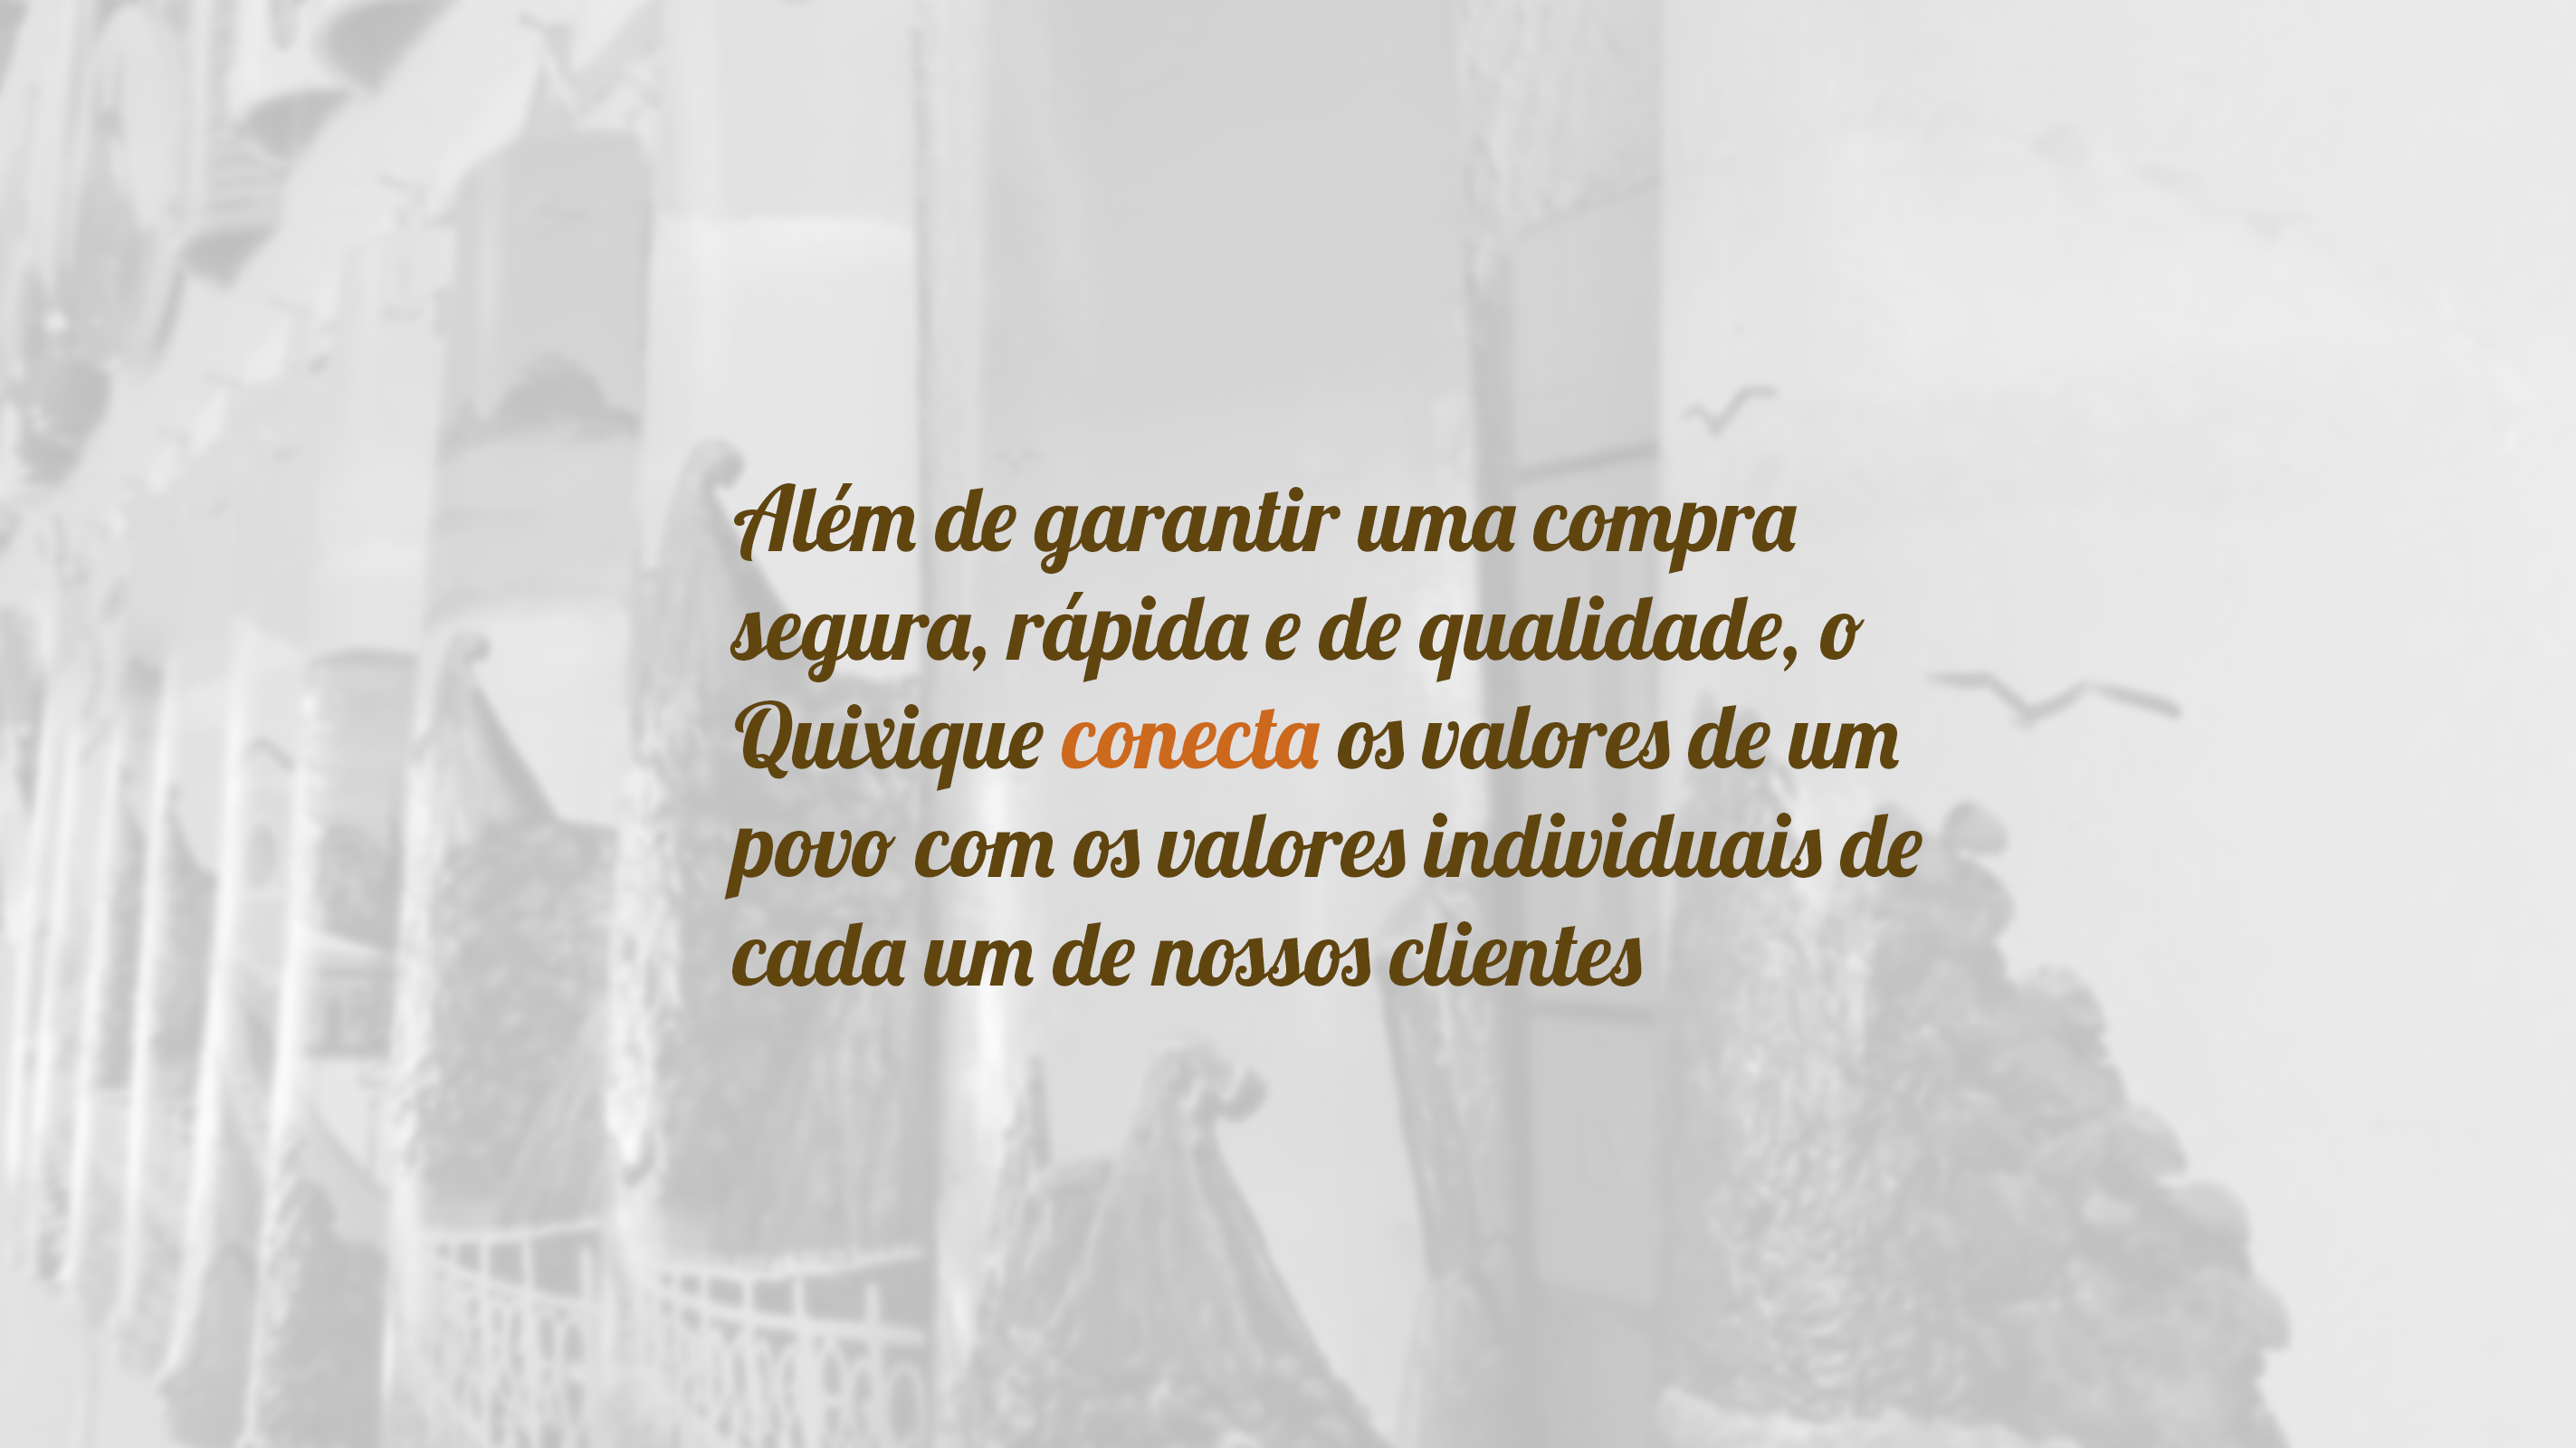 Além de garantir uma compra
segura, rápida e de qualidade, o
Quixique conecta os valores de um
povo com os valores individuais de
cada um de nossos clientes